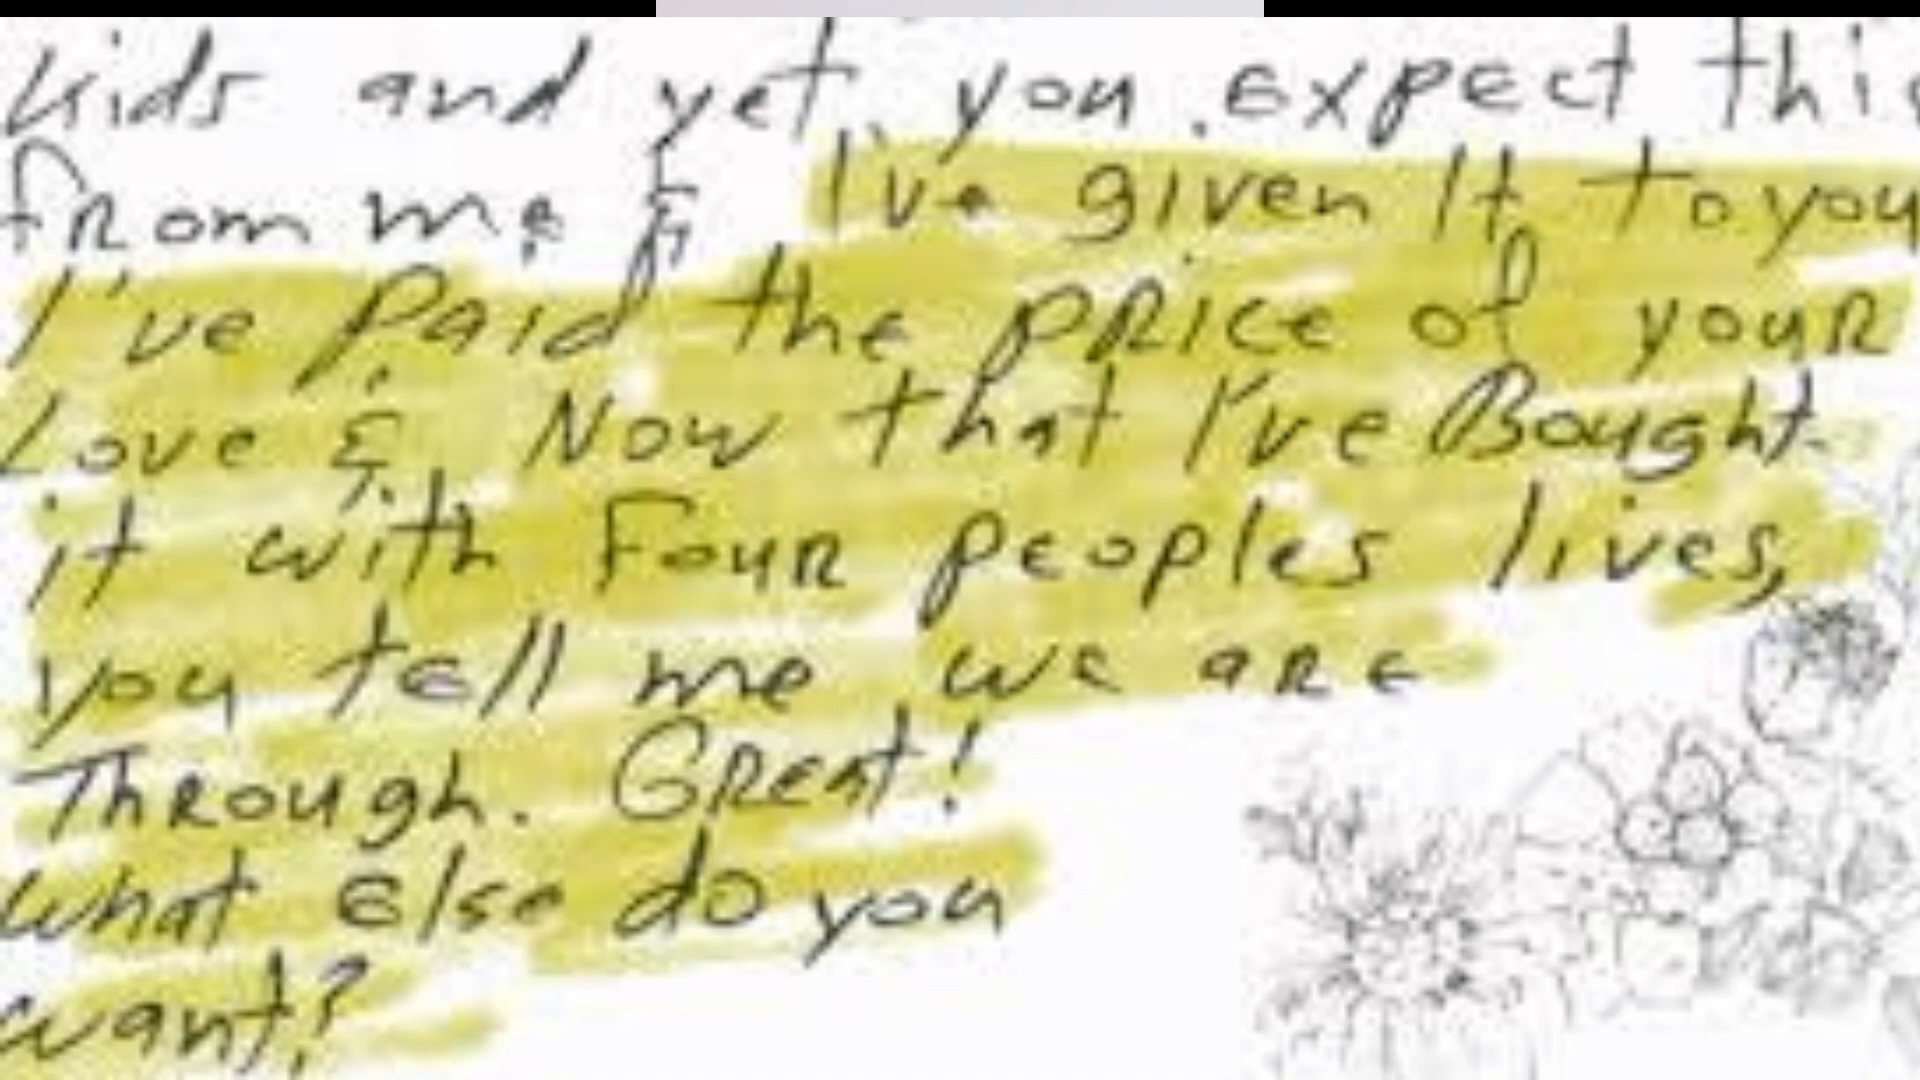 kids and yet you expect thi
from me & I've given It to you
I've Paid the PRICE of youR
Love & Now that I've Bought
it with FouR peoples lives,
you tell me we are
Through. Great!
what Else do you
want?